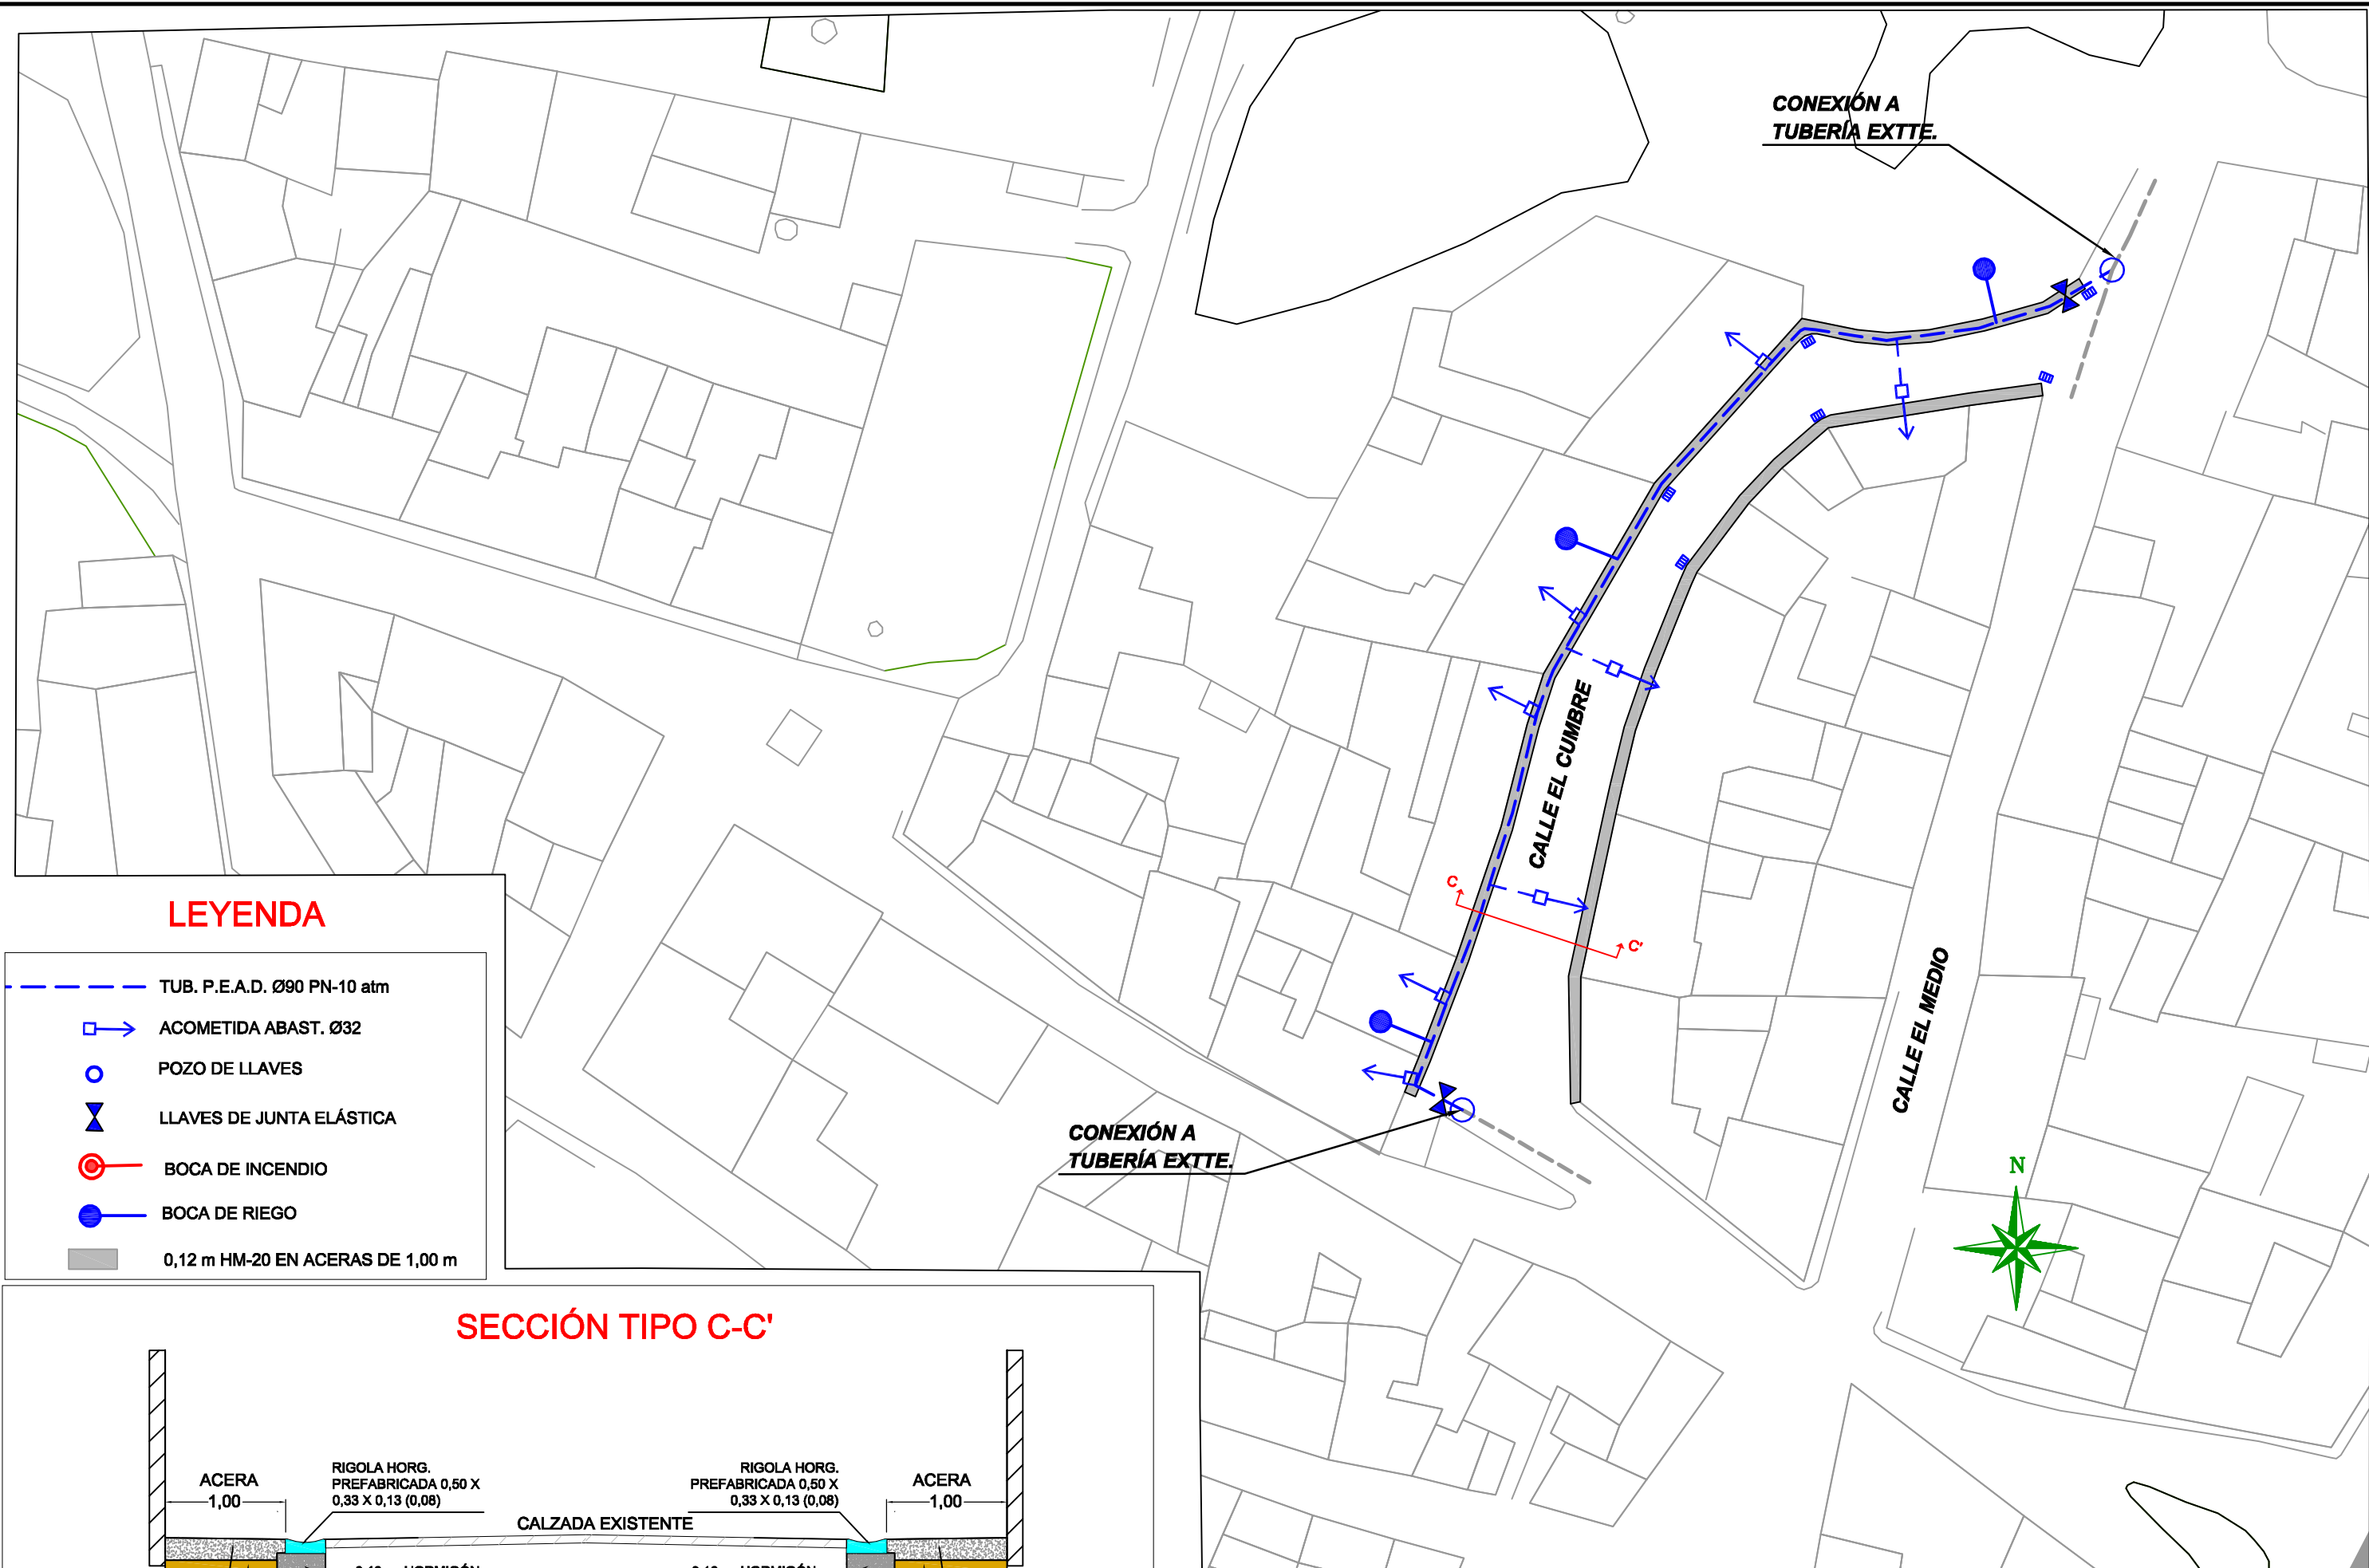 CONEXIÓN A
TUBERÍA EXTTE.
CALLE EL CUMBRE
C
C'
CALLE EL MEDIO
CONEXIÓN A
TUBERÍA EXTTE.
N
LEYENDA
TUB. P.E.A.D. Ø90 PN-10 atm
ACOMETIDA ABAST. Ø32
POZO DE LLAVES
LLAVES DE JUNTA ELÁSTICA
BOCA DE INCENDIO
BOCA DE RIEGO
0,12 m HM-20 EN ACERAS DE 1,00 m
SECCIÓN TIPO C-C'
ACERA
1,00
RIGOLA HORG.
PREFABRICADA 0,50 X
0,33 X 0,13 (0,08)
RIGOLA HORG.
PREFABRICADA 0,50 X
0,33 X 0,13 (0,08)
ACERA
1,00
CALZADA EXISTENTE